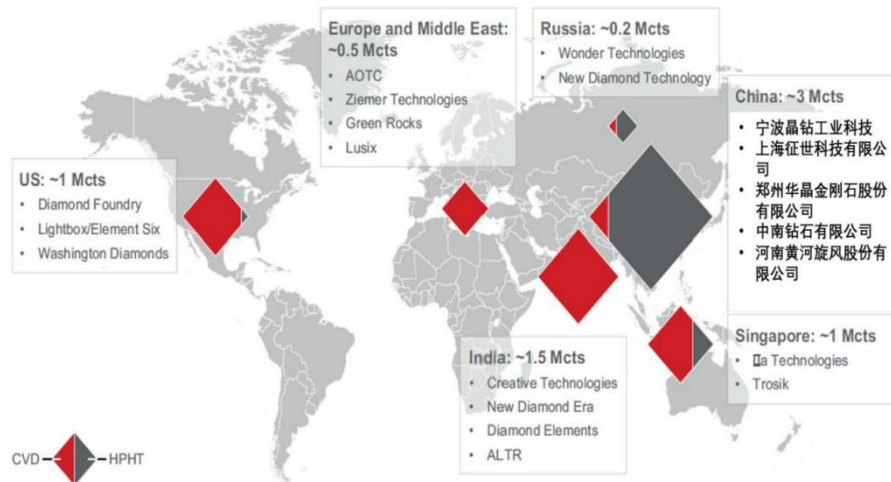 Europe and Middle East:
~0.5 Mcts
• AOTC
• Ziemer Technologies
• Green Rocks
• Lusix
Russia: ~0.2 Mcts
• Wonder Technologies
• New Diamond Technology
China: ~3 Mcts
• 宁波晶钻工业科技
• 上海征世科技有限公
司
• 郑州华晶金刚石股份
有限公司
• 中南钻石有限公司
• 河南黄河旋风股份有
限公司
US: ~1 Mcts
• Diamond Foundry
• Lightbox/Element Six
• Washington Diamonds
India: ~1.5 Mcts
• Creative Technologies
• New Diamond Era
• Diamond Elements
• ALTR
Singapore: ~1 Mcts
• Technologies
• Trosik
CVD
HPHT